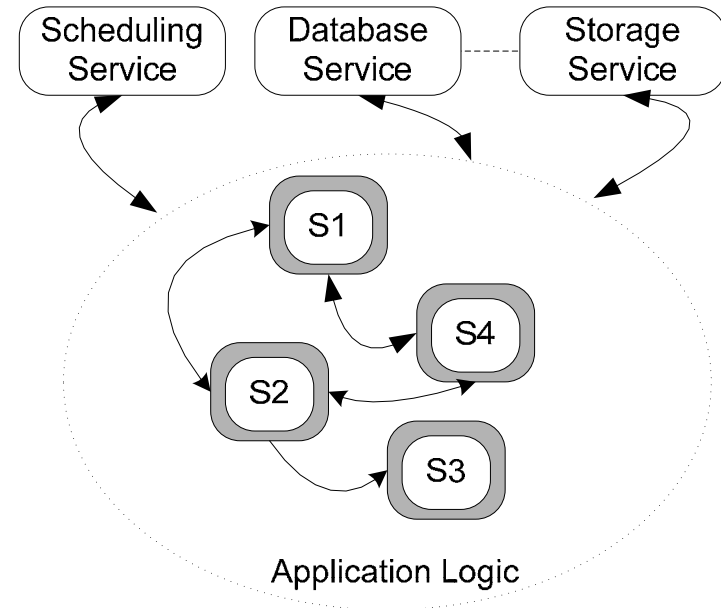 Scheduling
Service
Database
Service
Storage
Service
S1
S4
S2
S3
Application Logic